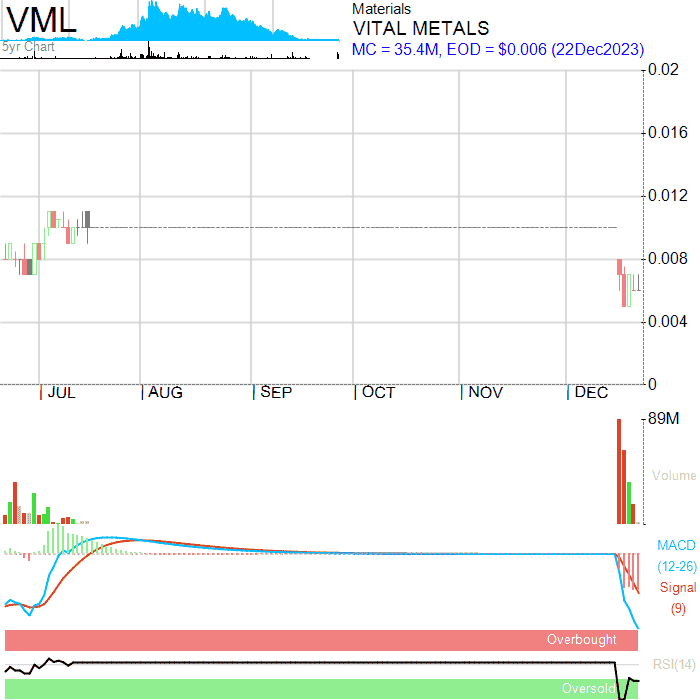 VML
5yr Chart
Materials
VITAL METALS
MC = 35.4M, EOD = $0.006 (22Dec2023)
0.02
0.016
0.012
0.008
0.004
0
JUL AUG SEP OCT NOV DEC
89M
Volume
MACD
(12-26)
Signal
(9)
Overbought
RSI(14)
Oversold